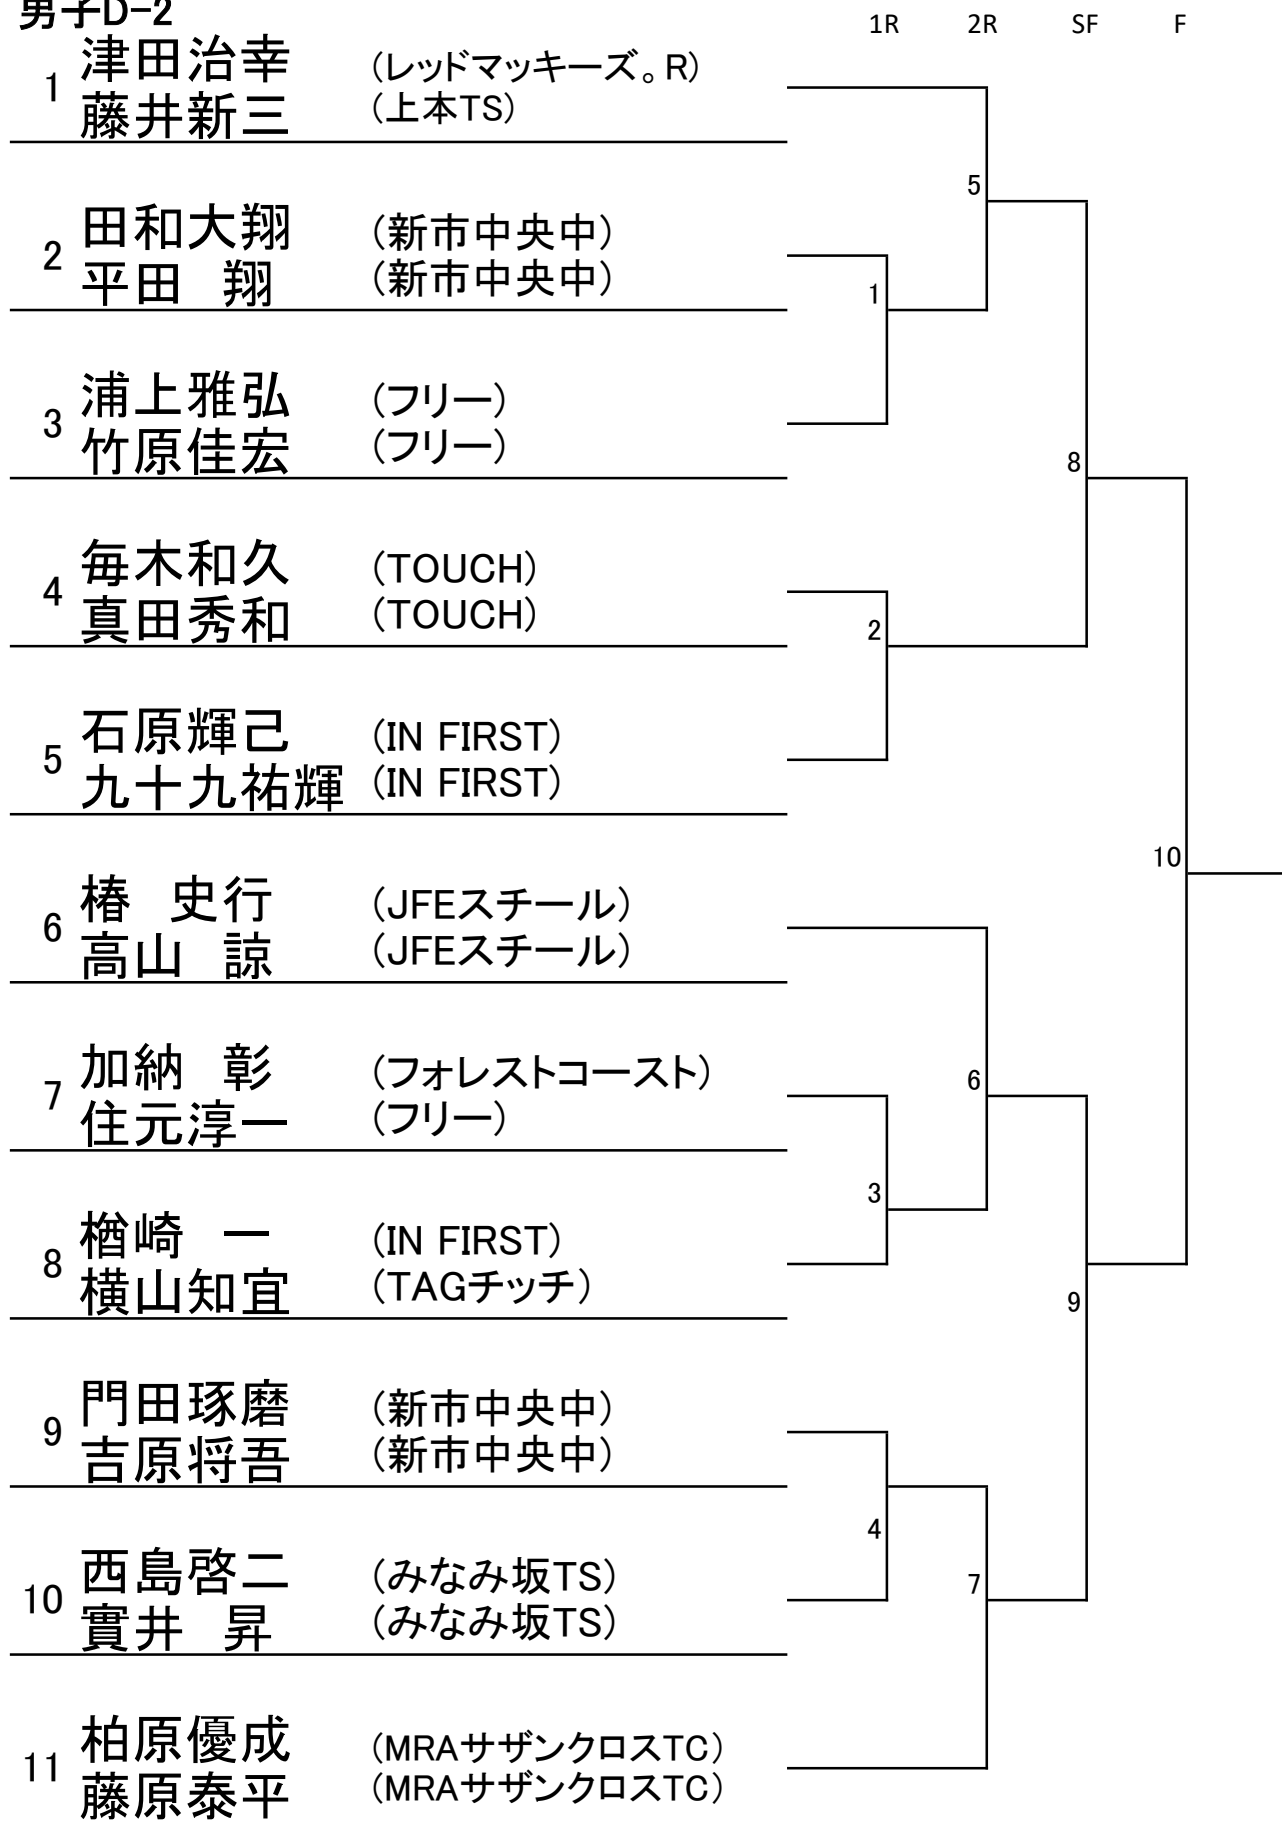 男子D-2
1R 2R SF F
1 津田治幸 (レッドマッキーズ。R)
藤井新三 (上本TS)
5
2 田和大翔 (新市中央中)
平田 翔 (新市中央中)
1
3 浦上雅弘 (フリー)
竹原佳宏 (フリー)
8
4 毎木和久 (TOUCH)
真田秀和 (TOUCH)
2
5 石原輝己 (IN FIRST)
九十九祐輝 (IN FIRST)
10
6 椿 史行 (JFEスチール)
高山 諒 (JFEスチール)
7 加納 彰 (フォレストコースト)
住元淳一 (フリー)
6
3
8 楢崎 一 (IN FIRST)
横山知宜 (TAGチッチ)
9
9 門田琢磨 (新市中央中)
吉原将吾 (新市中央中)
4
10 西島啓二 (みなみ坂TS)
實井 昇 (みなみ坂TS)
7
11 柏原優成 (MRAサザンクロスTC)
藤原泰平 (MRAサザンクロスTC)